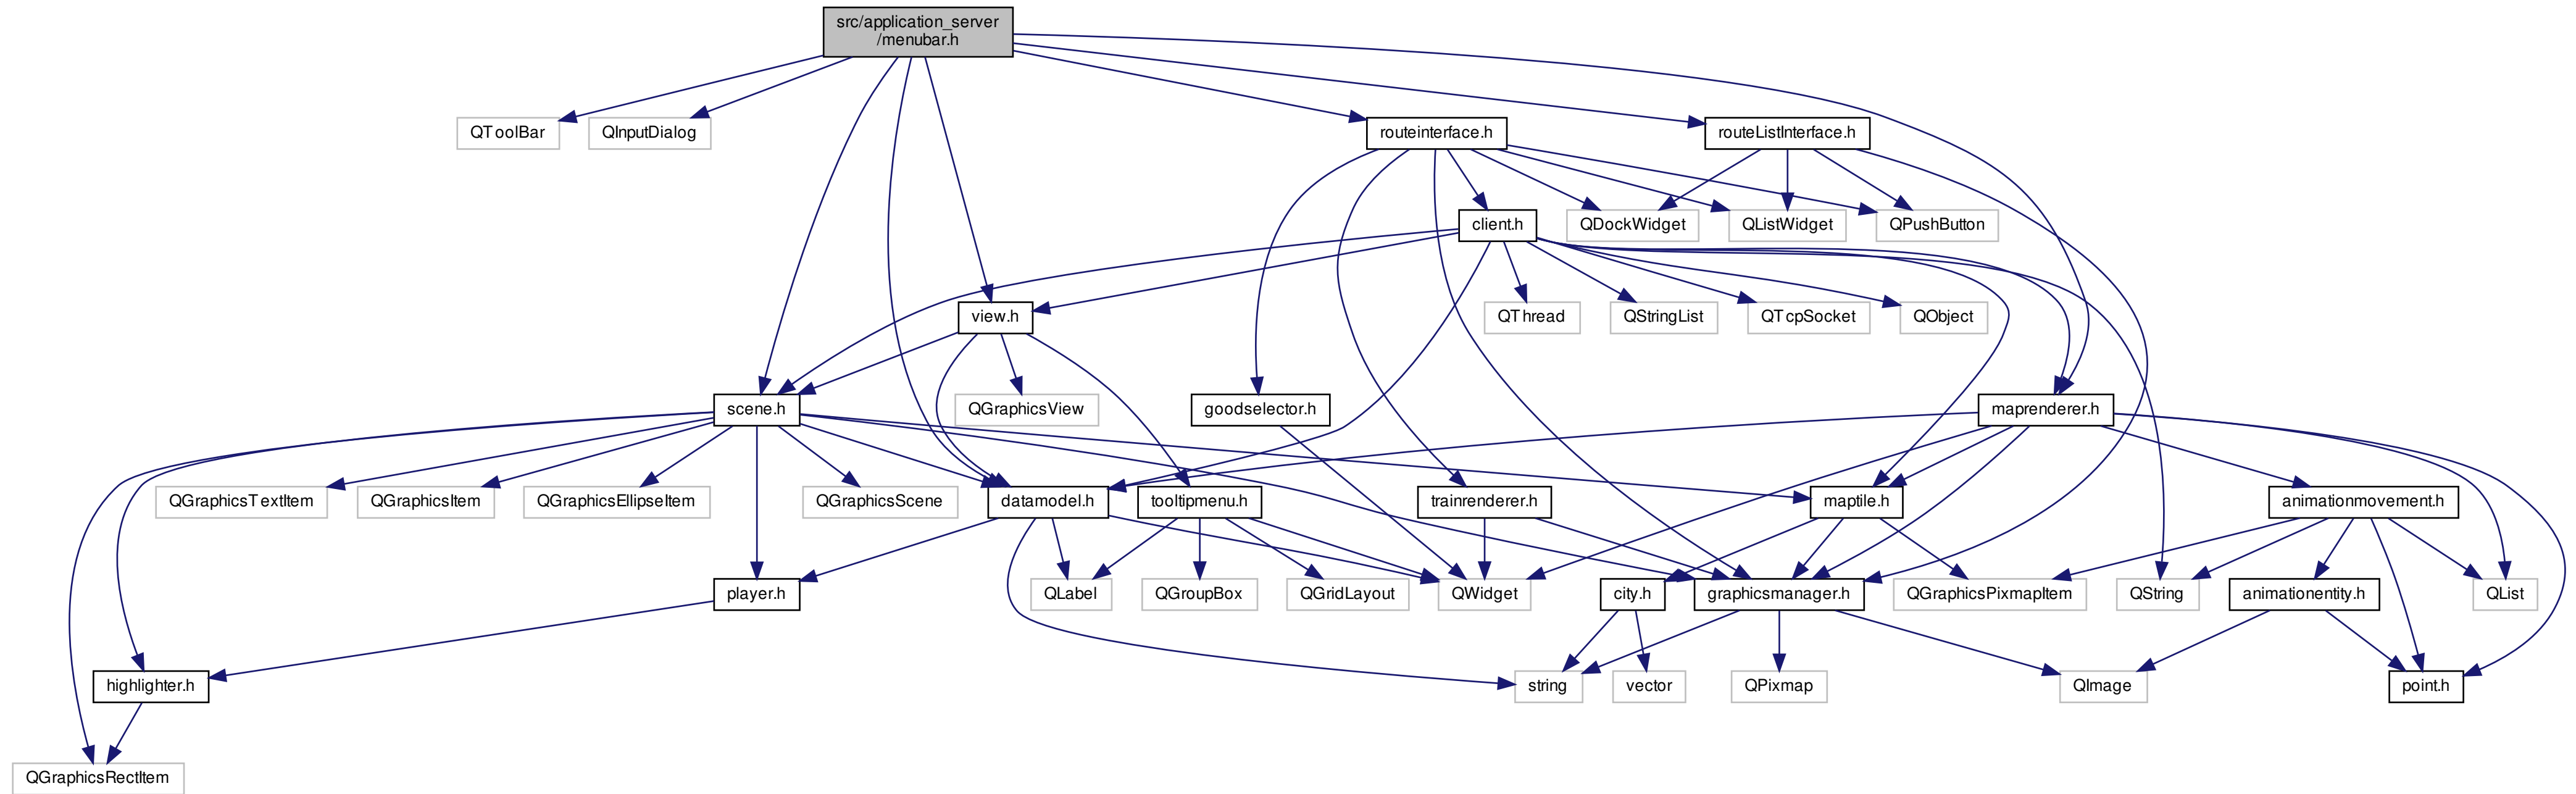 src/application_server
/menubar.h
QToolBar
QInputDialog
routeinterface.h
routeListInterface.h
client.h
QDockWidget
QListWidget
QPushButton
view.h
QThread
QStringList
QTcpSocket
QObject
scene.h
QGraphicsView
goodselector.h
maprenderer.h
QGraphicsTextItem
QGraphicsItem
QGraphicsEllipseItem
QGraphicsScene
datamodel.h
tooltipmenu.h
trainrenderer.h
maptile.h
animationmovement.h
player.h
QLabel
QGroupBox
QGridLayout
QWidget
city.h
graphicsmanager.h
QGraphicsPixmapItem
QString
animationentity.h
QList
highlighter.h
string
vector
QPixmap
QImage
point.h
QGraphicsRectItem